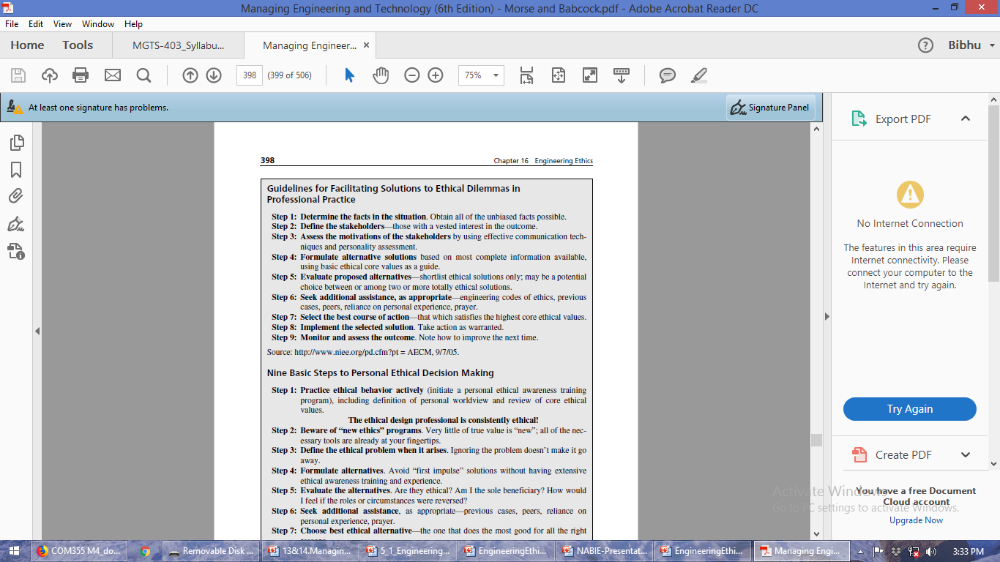 Managing Engineering and Technology (6th Edition) - Morse and Babcock.pdf - Adobe Acrobat Reader DC
File Edit View Window Help
Home Tools MGTS-403_Syllabu... Managing Engineer... × Bibhu
398 (399 of 506) 75%
At least one signature has problems. Signature Panel
398 Chapter 16 Engineering Ethics
Guidelines for Facilitating Solutions to Ethical Dilemmas in
Professional Practice
Step 1: Determine the facts in the situation. Obtain all of the unbiased facts possible.
Step 2: Define the stakeholders—those with a vested interest in the outcome.
Step 3: Assess the motivations of the stakeholders by using effective communication tech-
niques and personality assessment.
Step 4: Formulate alternative solutions based on most complete information available,
using basic ethical core values as a guide.
Step 5: Evaluate proposed alternatives—shortlist ethical solutions only; may be a potential
choice between or among two or more totally ethical solutions.
Step 6: Seek additional assistance, as appropriate—engineering codes of ethics, previous
cases, peers, reliance on personal experience, prayer.
Step 7: Select the best course of action—that which satisfies the highest core ethical values.
Step 8: Implement the selected solution. Take action as warranted.
Step 9: Monitor and assess the outcome. Note how to improve the next time.
Source: http://www.niee.org/pd.cfm?pt = AECM, 9/7/05.
Nine Basic Steps to Personal Ethical Decision Making
Step 1: Practice ethical behavior actively (initiate a personal ethical awareness training
program), including definition of personal worldview and review of core ethical
values.
The ethical design professional is consistently ethical!
Step 2: Beware of “new ethics” programs. Very little of true value is “new”; all of the nec-
essary tools are already at your fingertips.
Step 3: Define the ethical problem when it arises. Ignoring the problem doesn’t make it go
away.
Step 4: Formulate alternatives. Avoid “first impulse” solutions without having extensive
ethical awareness training and experience.
Step 5: Evaluate the alternatives. Are they ethical? Am I the sole beneficiary? How would
I feel if the roles or circumstances were reversed?
Step 6: Seek additional assistance, as appropriate—previous cases, peers, reliance on
personal experience, prayer.
Step 7: Choose best ethical alternative—the one that does the most good for all the right
Export PDF
No Internet Connection
The features in this area require
Internet connectivity. Please
connect your computer to the
Internet and try again.
Try Again
Create PDF
Activate Windows
Go to PC settings to activate Windows.
You have a free Document
Cloud account
Upgrade Now
COM355 M4_do... Removable Disk ... 13&14.Managin... 5_1_Engineering... EngineeringEthi... NABIE-Presentat... EngineeringEthi... Managing Engi... 3:33 PM